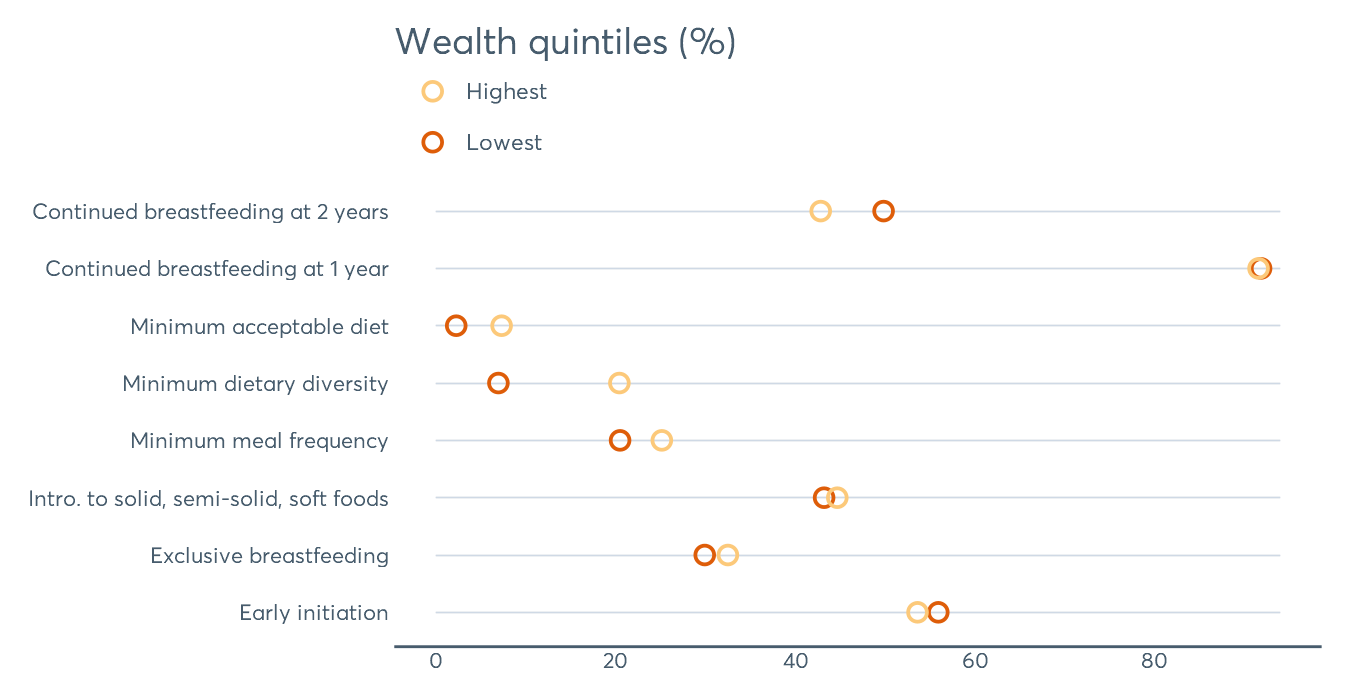 Wealth quintiles (%)
Highest
Lowest
Continued breastfeeding at 2 years
Continued breastfeeding at 1 year
Minimum acceptable diet
Minimum dietary diversity
Minimum meal frequency
Intro. to solid, semi-solid, soft foods
Exclusive breastfeeding
Early initiation
0 20 40 60 80